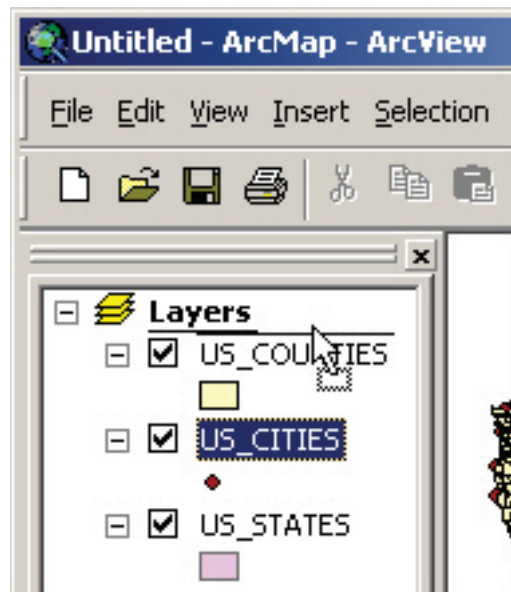 Untitled - ArcMap - ArcView
File Edit View Insert Selection
Layers
US_COUNTIES
US_CITIES
US_STATES